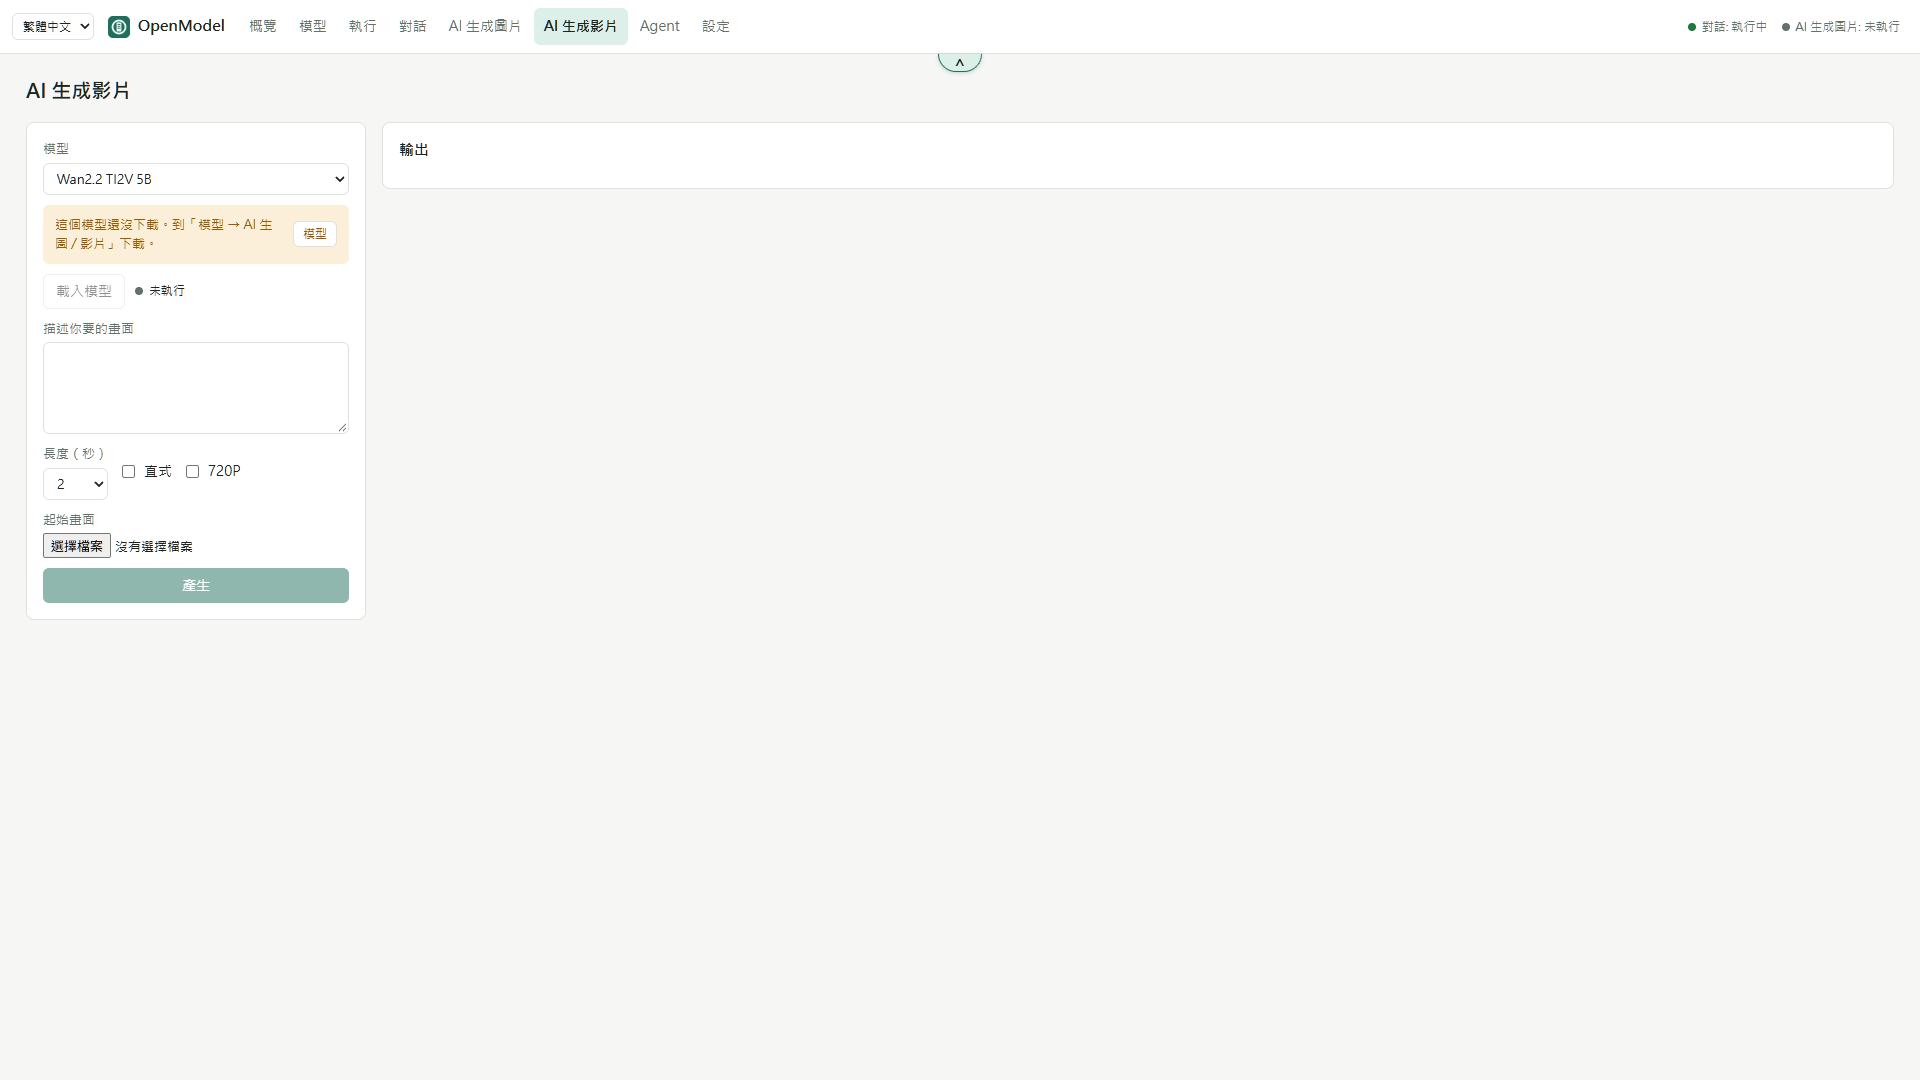 繁體中文
OpenModel
概覽
模型
執行
對話
AI 生成圖片
AI 生成影片
Agent
設定
對話: 執行中
AI 生成圖片: 未執行
AI 生成影片
模型
Wan2.2 TI2V 5B
這個模型還沒下載。到「模型 → AI 生
圖 / 影片」下載。
模型
載入模型
未執行
描述你要的畫面
長度（秒）
2
直式
720P
起始畫面
選擇檔案 沒有選擇檔案
產生
輸出